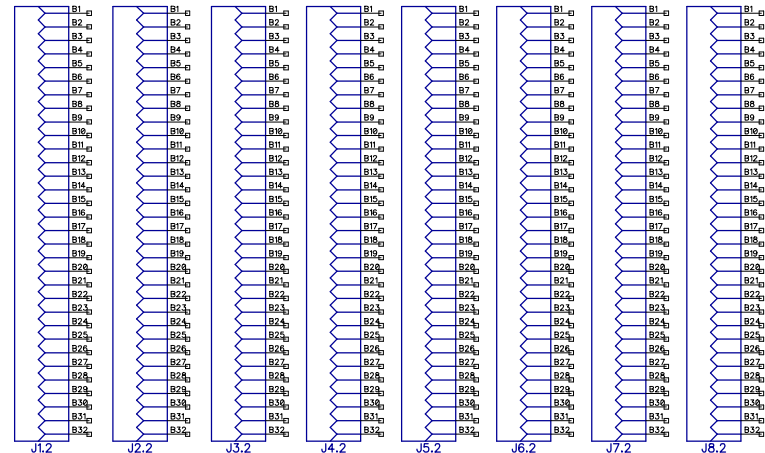 B1 B1 B1 B1 B1 B1 B1 B1
B2 B2 B2 B2 B2 B2 B2 B2
B3 B3 B3 B3 B3 B3 B3 B3
B4 B4 B4 B4 B4 B4 B4 B4
B5 B5 B5 B5 B5 B5 B5 B5
B6 B6 B6 B6 B6 B6 B6 B6
B7 B7 B7 B7 B7 B7 B7 B7
B8 B8 B8 B8 B8 B8 B8 B8
B9 B9 B9 B9 B9 B9 B9 B9
B10 B10 B10 B10 B10 B10 B10 B10
B11 B11 B11 B11 B11 B11 B11 B11
B12 B12 B12 B12 B12 B12 B12 B12
B13 B13 B13 B13 B13 B13 B13 B13
B14 B14 B14 B14 B14 B14 B14 B14
B15 B15 B15 B15 B15 B15 B15 B15
B16 B16 B16 B16 B16 B16 B16 B16
B17 B17 B17 B17 B17 B17 B17 B17
B18 B18 B18 B18 B18 B18 B18 B18
B19 B19 B19 B19 B19 B19 B19 B19
B20 B20 B20 B20 B20 B20 B20 B20
B21 B21 B21 B21 B21 B21 B21 B21
B22 B22 B22 B22 B22 B22 B22 B22
B23 B23 B23 B23 B23 B23 B23 B23
B24 B24 B24 B24 B24 B24 B24 B24
B25 B25 B25 B25 B25 B25 B25 B25
B26 B26 B26 B26 B26 B26 B26 B26
B27 B27 B27 B27 B27 B27 B27 B27
B28 B28 B28 B28 B28 B28 B28 B28
B29 B29 B29 B29 B29 B29 B29 B29
B30 B30 B30 B30 B30 B30 B30 B30
B31 B31 B31 B31 B31 B31 B31 B31
B32 B32 B32 B32 B32 B32 B32 B32
J1.2 J2.2 J3.2 J4.2 J5.2 J6.2 J7.2 J8.2